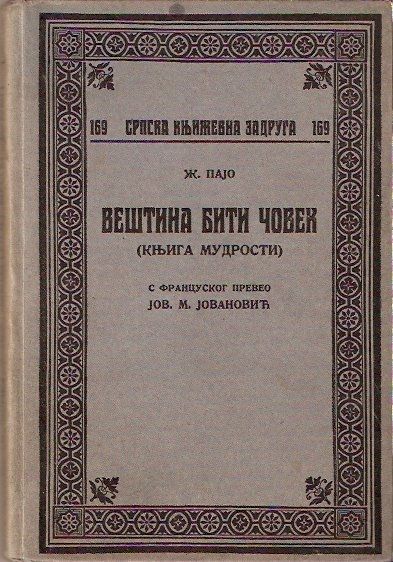 169 СРПСКА КЊИЖЕВНА ЗАДРУГА 169
Ж. ПАЈО
ВЕШТИНА БИТИ ЧОВЕК
(КЊИГА МУДРОСТИ)
С ФРАНЦУСКОГ ПРЕВЕО
ЈОВ. М. ЈОВАНОВИЋ